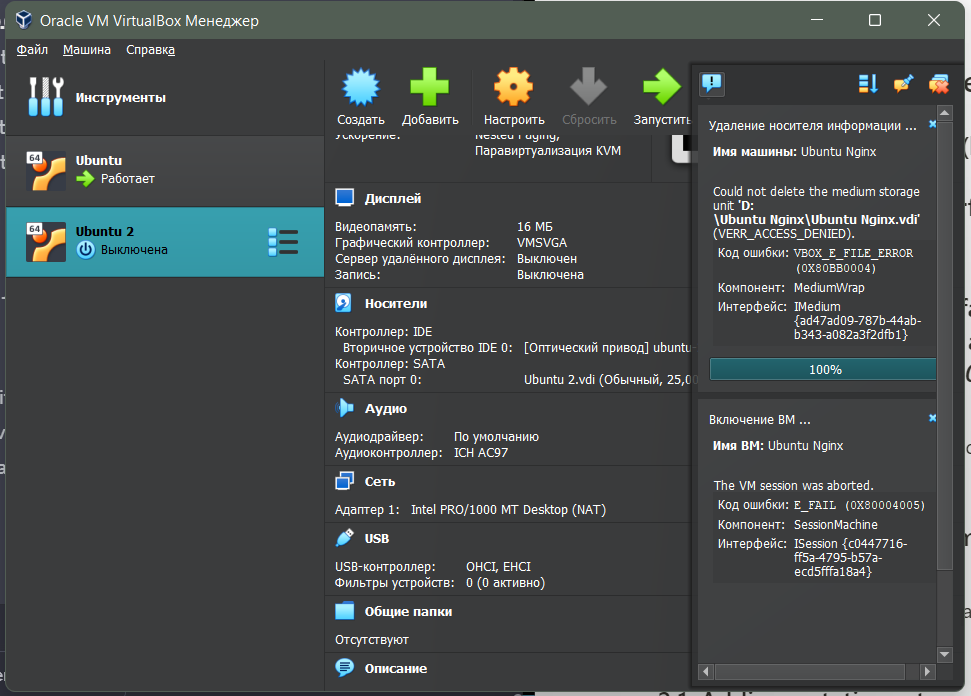 Oracle VM VirtualBox Менеджер
Файл Машина Справка
Инструменты
64
Ubuntu
Работает
64
Ubuntu 2
Выключена
Создать Добавить Настроить Сбросить Запустить
Ускорение: Nested Paging,
Паравиртуализация KVM
Дисплей
Видеопамять: 16 МБ
Графический контроллер: VMSVGA
Сервер удалённого дисплея: Выключен
Запись: Выключена
Носители
Контроллер: IDE
Вторичное устройство IDE 0: [Оптический привод] ubuntu-
Контроллер: SATA
SATA порт 0: Ubuntu 2.vdi (Обычный, 25,00
Аудио
Аудиодрайвер: По умолчанию
Аудиоконтроллер: ICH AC97
Сеть
Адаптер 1: Intel PRO/1000 MT Desktop (NAT)
USB
USB-контроллер: OHCI, EHCI
Фильтры устройств: 0 (0 активно)
Общие папки
Отсутствуют
Описание
Удаление носителя информации ...
Имя машины: Ubuntu Nginx
Could not delete the medium storage
unit 'D:
\Ubuntu Nginx\Ubuntu Nginx.vdi'
(VERR_ACCESS_DENIED).
Код ошибки: VBOX_E_FILE_ERROR
(0X80BB0004)
Компонент: MediumWrap
Интерфейс: IMedium
{ad47ad09-787b-44ab-
b343-a082a3f2dfb1}
100%
Включение ВМ ...
Имя ВМ: Ubuntu Nginx
The VM session was aborted.
Код ошибки: E_FAIL (0X80004005)
Компонент: SessionMachine
Интерфейс: ISession {c0447716-
ff5a-4795-b57a-
ecd5fffa18a4}